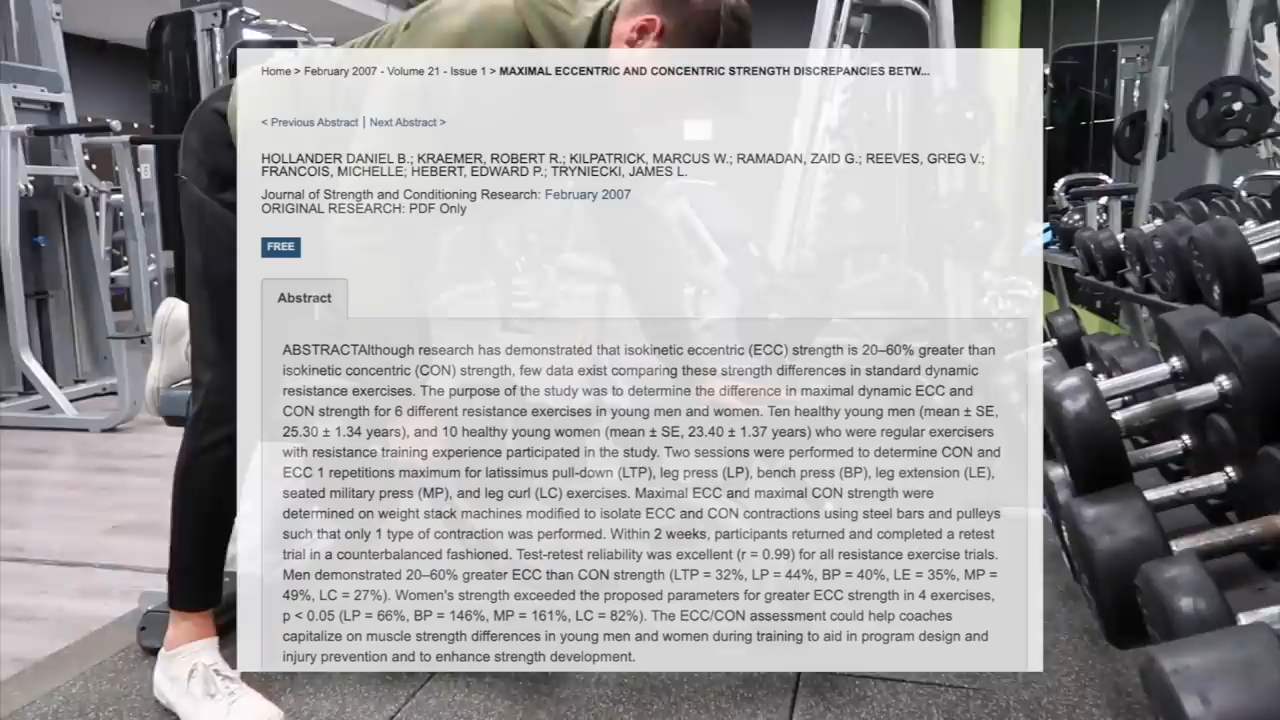 Home > February 2007 - Volume 21 - Issue 1 > MAXIMAL ECCENTRIC AND CONCENTRIC STRENGTH DISCREPANCIES BETW...
< Previous Abstract | Next Abstract >
HOLLANDER DANIEL B.; KRAEMER, ROBERT R.; KILPATRICK, MARCUS W.; RAMADAN, ZAID G.; REEVES, GREG V.;
FRANCOIS, MICHELLE; HEBERT, EDWARD P.; TRYNIECKI, JAMES L.
Journal of Strength and Conditioning Research: February 2007
ORIGINAL RESEARCH: PDF Only
FREE
Abstract
ABSTRACTAlthough research has demonstrated that isokinetic eccentric (ECC) strength is 20–60% greater than
isokinetic concentric (CON) strength, few data exist comparing these strength differences in standard dynamic
resistance exercises. The purpose of the study was to determine the difference in maximal dynamic ECC and
CON strength for 6 different resistance exercises in young men and women. Ten healthy young men (mean ± SE,
25.30 ± 1.34 years), and 10 healthy young women (mean ± SE, 23.40 ± 1.37 years) who were regular exercisers
with resistance training experience participated in the study. Two sessions were performed to determine CON and
ECC 1 repetitions maximum for latissimus pull-down (LTP), leg press (LP), bench press (BP), leg extension (LE),
seated military press (MP), and leg curl (LC) exercises. Maximal ECC and maximal CON strength were
determined on weight stack machines modified to isolate ECC and CON contractions using steel bars and pulleys
such that only 1 type of contraction was performed. Within 2 weeks, participants returned and completed a retest
trial in a counterbalanced fashioned. Test-retest reliability was excellent (r = 0.99) for all resistance exercise trials.
Men demonstrated 20–60% greater ECC than CON strength (LTP = 32%, LP = 44%, BP = 40%, LE = 35%, MP =
49%, LC = 27%). Women's strength exceeded the proposed parameters for greater ECC strength in 4 exercises,
p < 0.05 (LP = 66%, BP = 146%, MP = 161%, LC = 82%). The ECC/CON assessment could help coaches
capitalize on muscle strength differences in young men and women during training to aid in program design and
injury prevention and to enhance strength development.